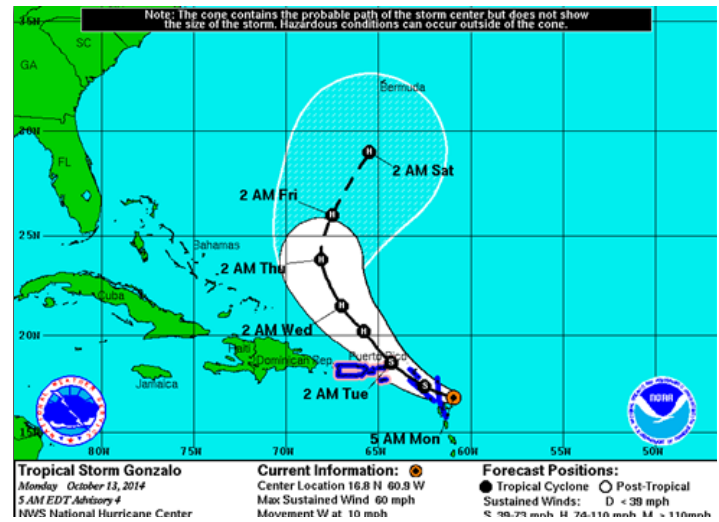 Note: The cone contains the probable path of the storm center but does not show
the size of the storm. Hazardous conditions can occur outside of the cone.
35N
SC
GA
Bermuda
30N
FL
H
2 AM Sat
2 AM Fri
H
25N
Bahamas
H
2 AM Thu
H
Cuba
2 AM Wed
H
20N
Haiti
Dominican Rep.
Puerto Rico
S
Jamaica
2 AM Tue
S
NOAA
5 AM Mon
15N
80W
75W
70W
65W
60W
55W
50W
Tropical Storm Gonzalo
Monday October 13, 2014
5 AM EDT Advisory 4
NWS National Hurricane Center
Current Information:
Center Location 16.8 N 60.9 W
Max Sustained Wind 60 mph
Movement W at 10 mph
Forecast Positions:
Tropical Cyclone Post-Tropical
Sustained Winds: D < 39 mph
S 39-73 mph H 74-110 mph M > 110mph